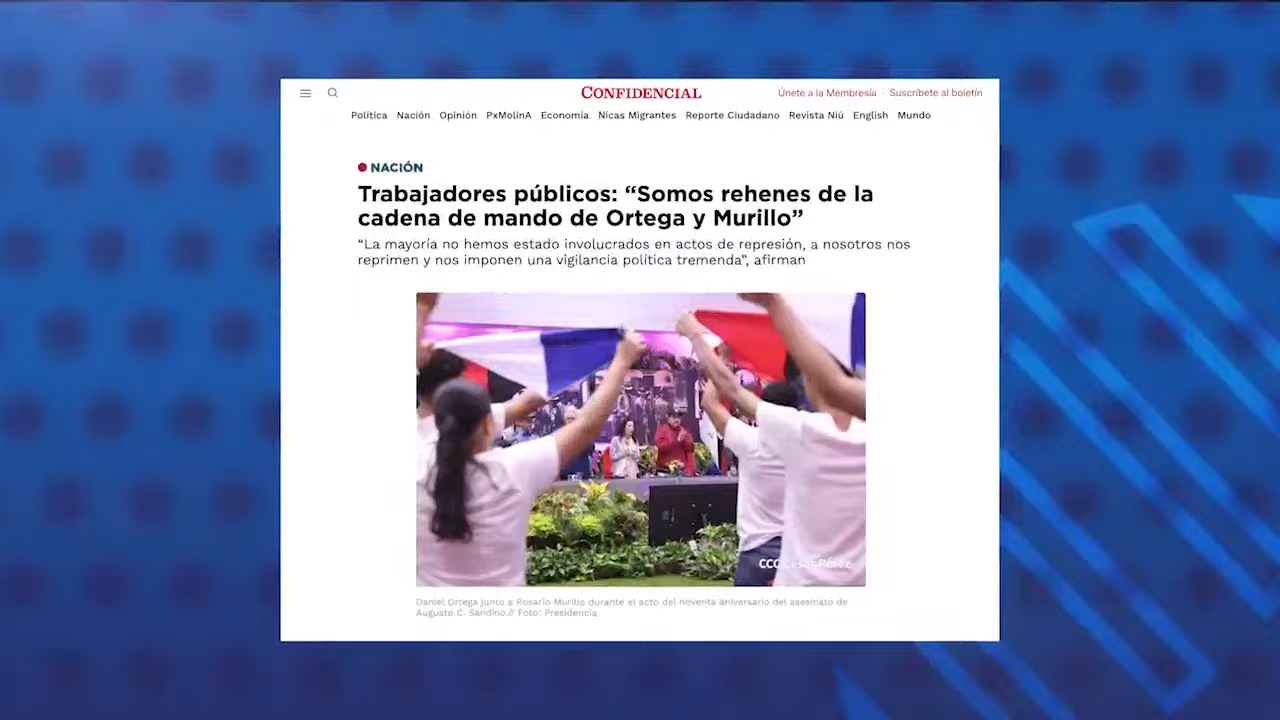 CONFIDENCIAL
Únete a la Membresía · Suscríbete al boletín
Política Nación Opinión PxMolinA Economía Nicas Migrantes Reporte Ciudadano Revista Niú English Mundo
NACIÓN
Trabajadores públicos: “Somos rehenes de la
cadena de mando de Ortega y Murillo”
“La mayoría no hemos estado involucrados en actos de represión, a nosotros nos
reprimen y nos imponen una vigilancia política tremenda”, afirman
CCC César Pérez
Daniel Ortega junto a Rosario Murillo durante el acto del noventa aniversario del asesinato de
Augusto C. Sandino.// Foto: Presidencia